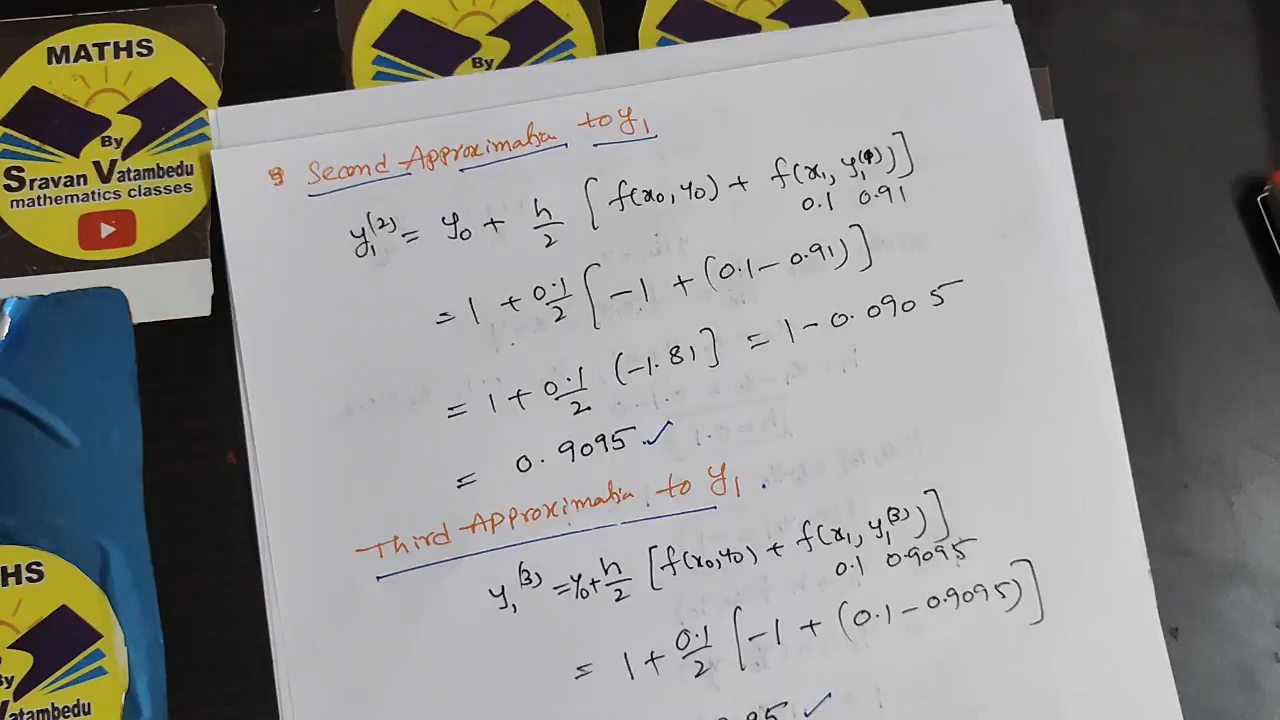 MATHS
By
Sravan Vatambedu
mathematics classes
By
Second Approximation to y₁
y₁⁽²⁾ = y₀ + h/2 [f(x₀, y₀) + f(x₁, y₁⁽¹⁾)]
0.1 0.91
= 1 + 0.1/2 [-1 + (0.1 - 0.91)]
= 1 + 0.1/2 (-1.81] = 1 - 0.0905
= 0.9095 ✓
Third Approximation to y₁.
y₁⁽³⁾ = y₀ + h/2 [f(x₀, y₀) + f(x₁, y₁⁽³⁾)]
0.1 0.9095
= 1 + 0.1/2 [-1 + (0.1 - 0.9095)]
95 ✓
HS
By
Vatambedu